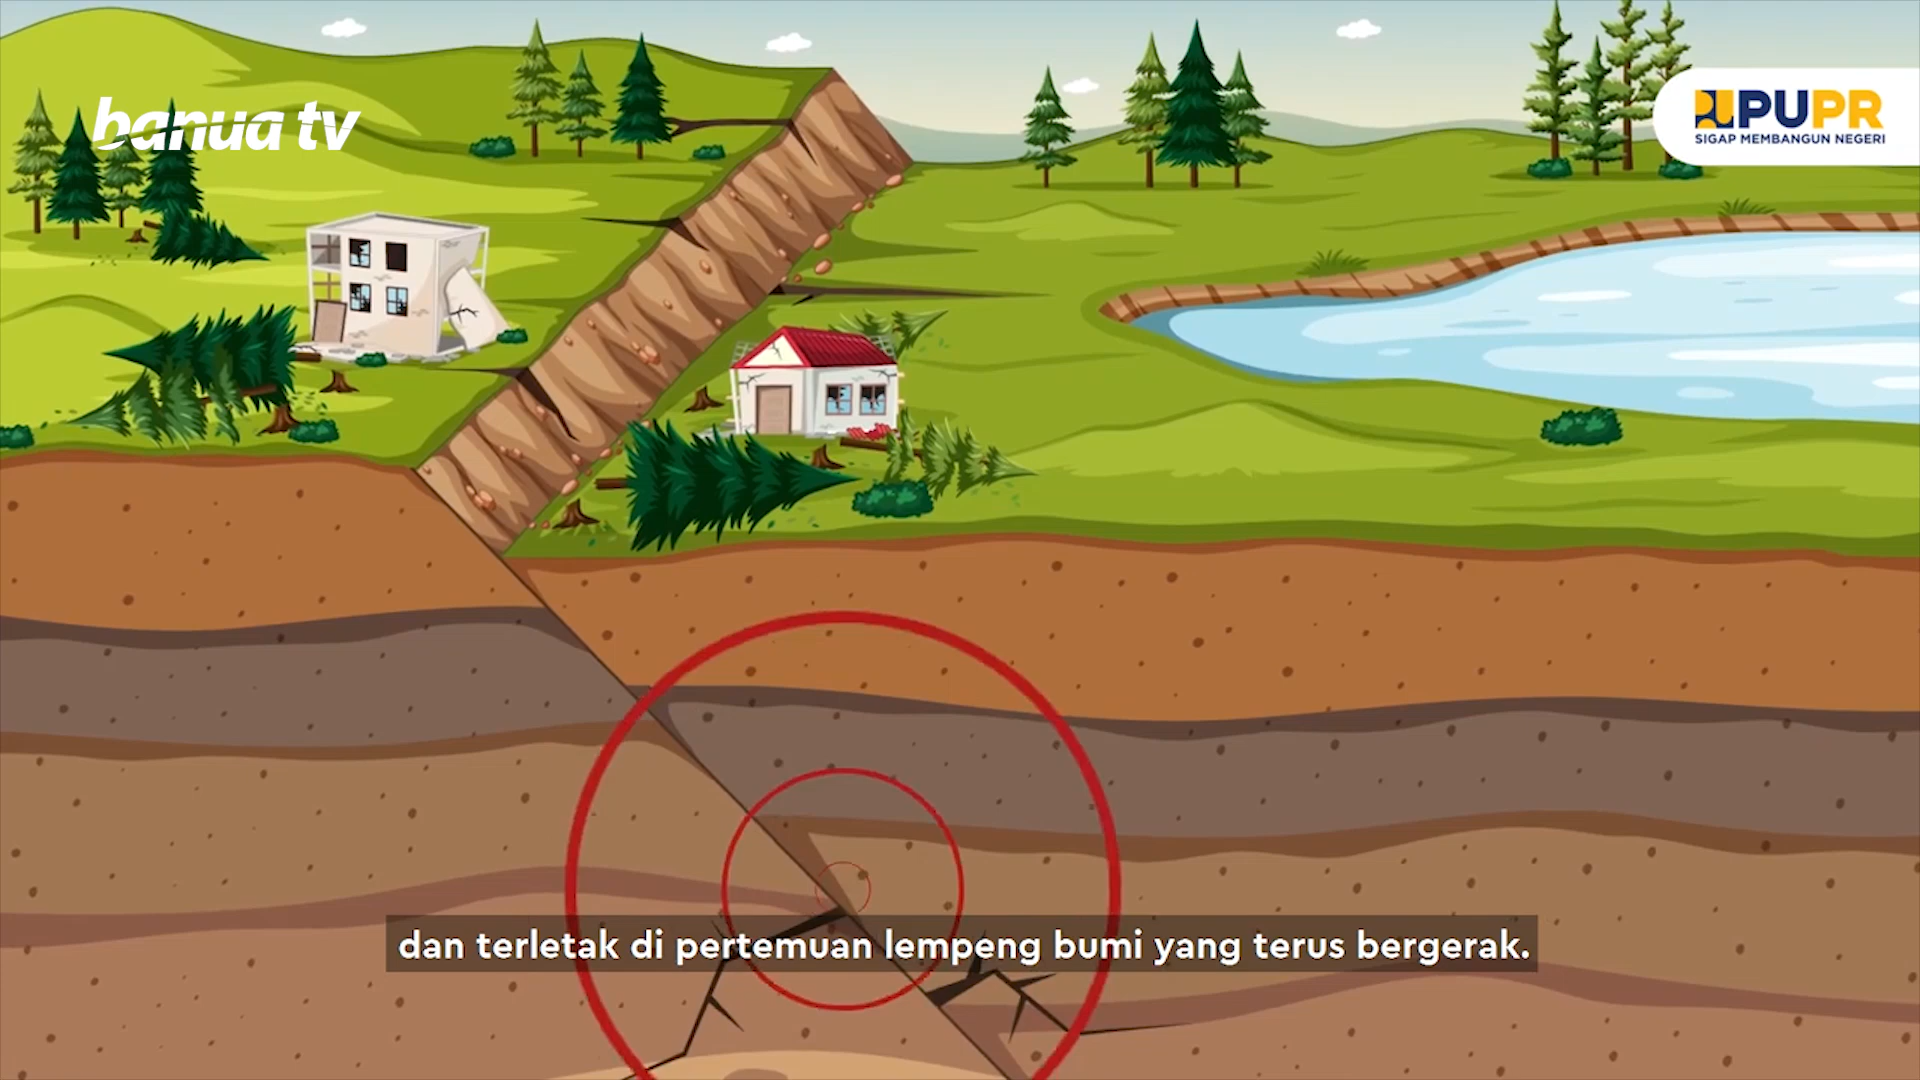 banua tv
PUPR
SIGAP MEMBANGUN NEGERI
dan terletak di pertemuan lempeng bumi yang terus bergerak.